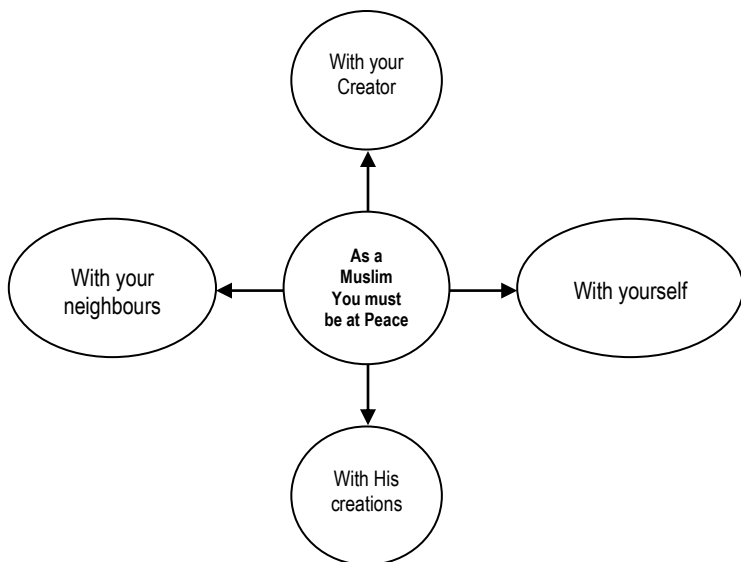 With your
Creator
With your
neighbours
As a
Muslim
You must
be at Peace
With yourself
With His
creations